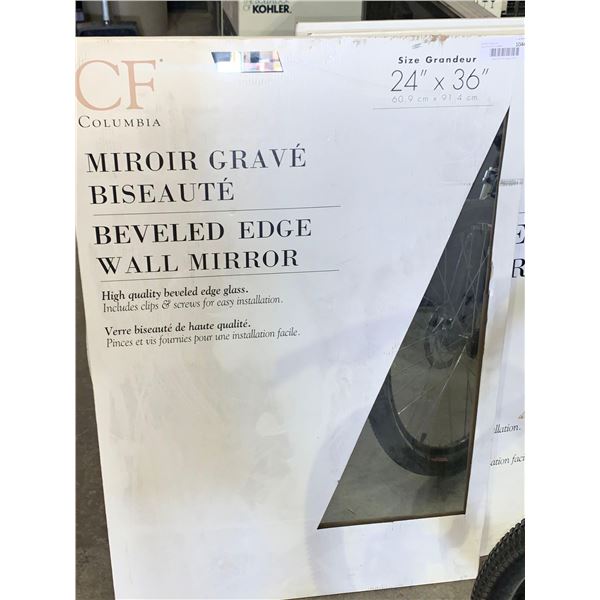 KOHLER
CF
COLUMBIA
Size Grandeur
24" x 36"
60.9 cm x 91.4 cm
MIROIR GRAVÉ
BISEAUTÉ
BEVELED EDGE
WALL MIRROR
High quality beveled edge glass.
Includes clips & screws for easy installation.
Verre biseauté de haute qualité.
Pinces et vis fournies pour une installation facile.